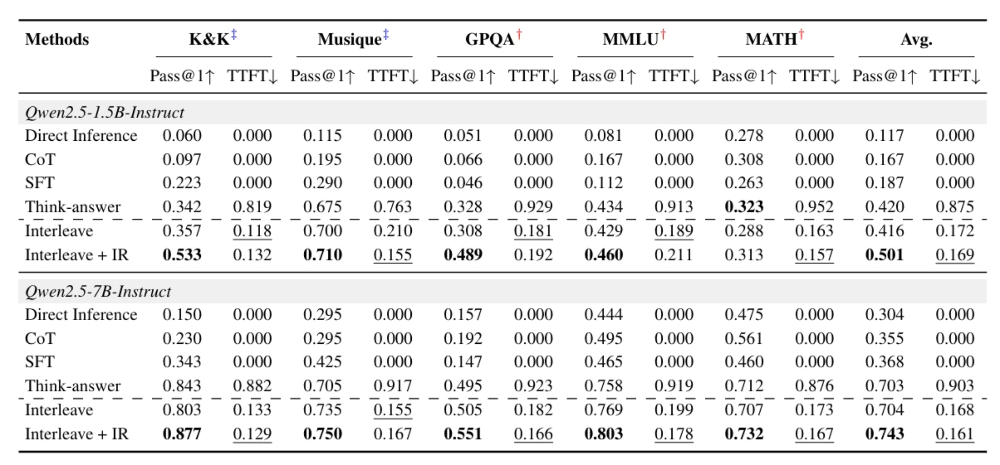 Methods K&K‡ Musique‡ GPQA† MMLU† MATH† Avg.
Pass@1↑ TTFT↓ Pass@1↑ TTFT↓ Pass@1↑ TTFT↓ Pass@1↑ TTFT↓ Pass@1↑ TTFT↓ Pass@1↑ TTFT↓
Qwen2.5-1.5B-Instruct
Direct Inference 0.060 0.000 0.115 0.000 0.051 0.000 0.081 0.000 0.278 0.000 0.117 0.000
CoT 0.097 0.000 0.195 0.000 0.066 0.000 0.167 0.000 0.308 0.000 0.167 0.000
SFT 0.223 0.000 0.290 0.000 0.046 0.000 0.112 0.000 0.263 0.000 0.187 0.000
Think-answer 0.342 0.819 0.675 0.763 0.328 0.929 0.434 0.913 0.323 0.952 0.420 0.875
Interleave 0.357 0.118 0.700 0.210 0.308 0.181 0.429 0.189 0.288 0.163 0.416 0.172
Interleave + IR 0.533 0.132 0.710 0.155 0.489 0.192 0.460 0.211 0.313 0.157 0.501 0.169
Qwen2.5-7B-Instruct
Direct Inference 0.150 0.000 0.295 0.000 0.157 0.000 0.444 0.000 0.475 0.000 0.304 0.000
CoT 0.230 0.000 0.295 0.000 0.192 0.000 0.495 0.000 0.561 0.000 0.355 0.000
SFT 0.343 0.000 0.425 0.000 0.147 0.000 0.465 0.000 0.460 0.000 0.368 0.000
Think-answer 0.843 0.882 0.705 0.917 0.495 0.923 0.758 0.919 0.712 0.876 0.703 0.903
Interleave 0.803 0.133 0.735 0.155 0.505 0.182 0.769 0.199 0.707 0.173 0.704 0.168
Interleave + IR 0.877 0.129 0.750 0.167 0.551 0.166 0.803 0.178 0.732 0.167 0.743 0.161